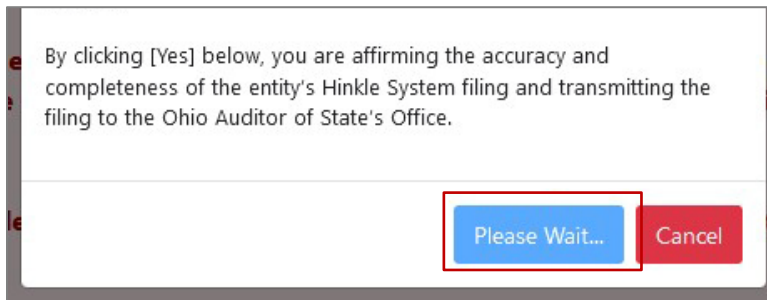 By clicking [Yes] below, you are affirming the accuracy and
completeness of the entity's Hinkle System filing and transmitting the
filing to the Ohio Auditor of State's Office.
Please Wait...
Cancel